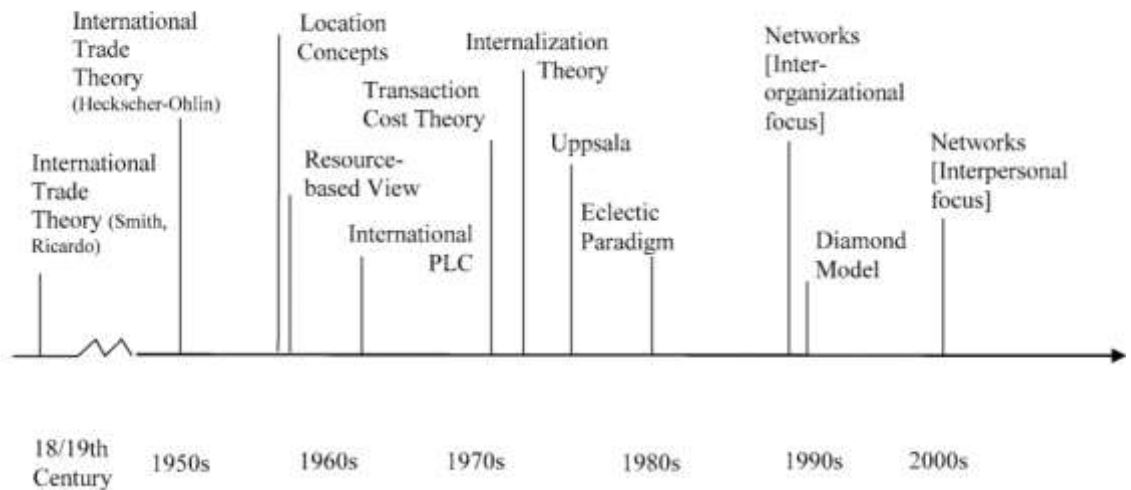 International
Trade
Theory
(Heckscher-Ohlin)
International
Trade
Theory (Smith,
Ricardo)
Location
Concepts
Resource-
based View
International
PLC
Transaction
Cost Theory
Internalization
Theory
Uppsala
Eclectic
Paradigm
Networks
[Inter-
organizational
focus]
Diamond
Model
Networks
[Interpersonal
focus]
18/19th
Century
1950s
1960s
1970s
1980s
1990s
2000s